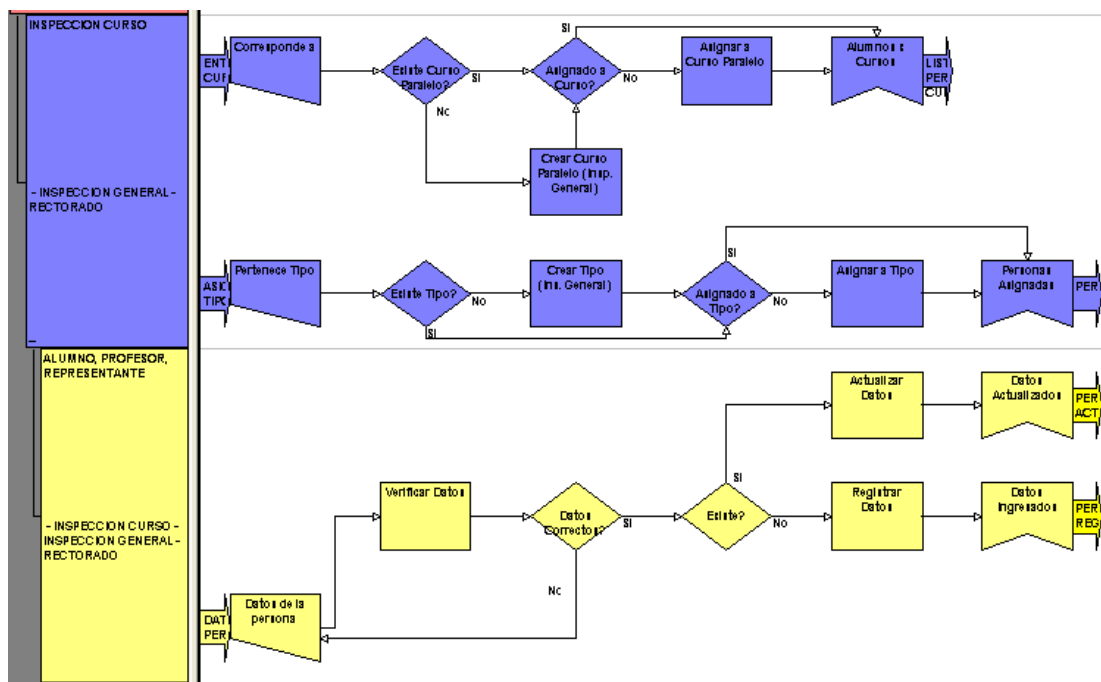 INSPECCION CURSO
- INSPECCION GENERAL -
RECTORADO
–
ENT
CUR
Corresponde a
Existe Curso
Paralelo?
SI
No
Asignado a
Curso?
SI
No
Crear Curso
Paralelo (Insp.
General)
Asignar a
Curso Paralelo
Alumnos a
Cursos
LIST
PER
CU
ASIG
TIPO
Pertenece Tipo
Existe Tipo?
No
SI
Crear Tipo
(Ins. General)
Asignado a
Tipo?
SI
No
Asignar a Tipo
Personas
Asignadas
PER
ALUMNO, PROFESOR,
REPRESENTANTE
- INSPECCION CURSO -
INSPECCION GENERAL -
RECTORADO
DAT
PER
Datos de la
persona
Verificar Datos
Datos
Correctos?
SI
No
Existe?
SI
No
Actualizar
Datos
Datos
Actualizados
PER
ACT
Registrar
Datos
Datos
Ingresados
PER
REG